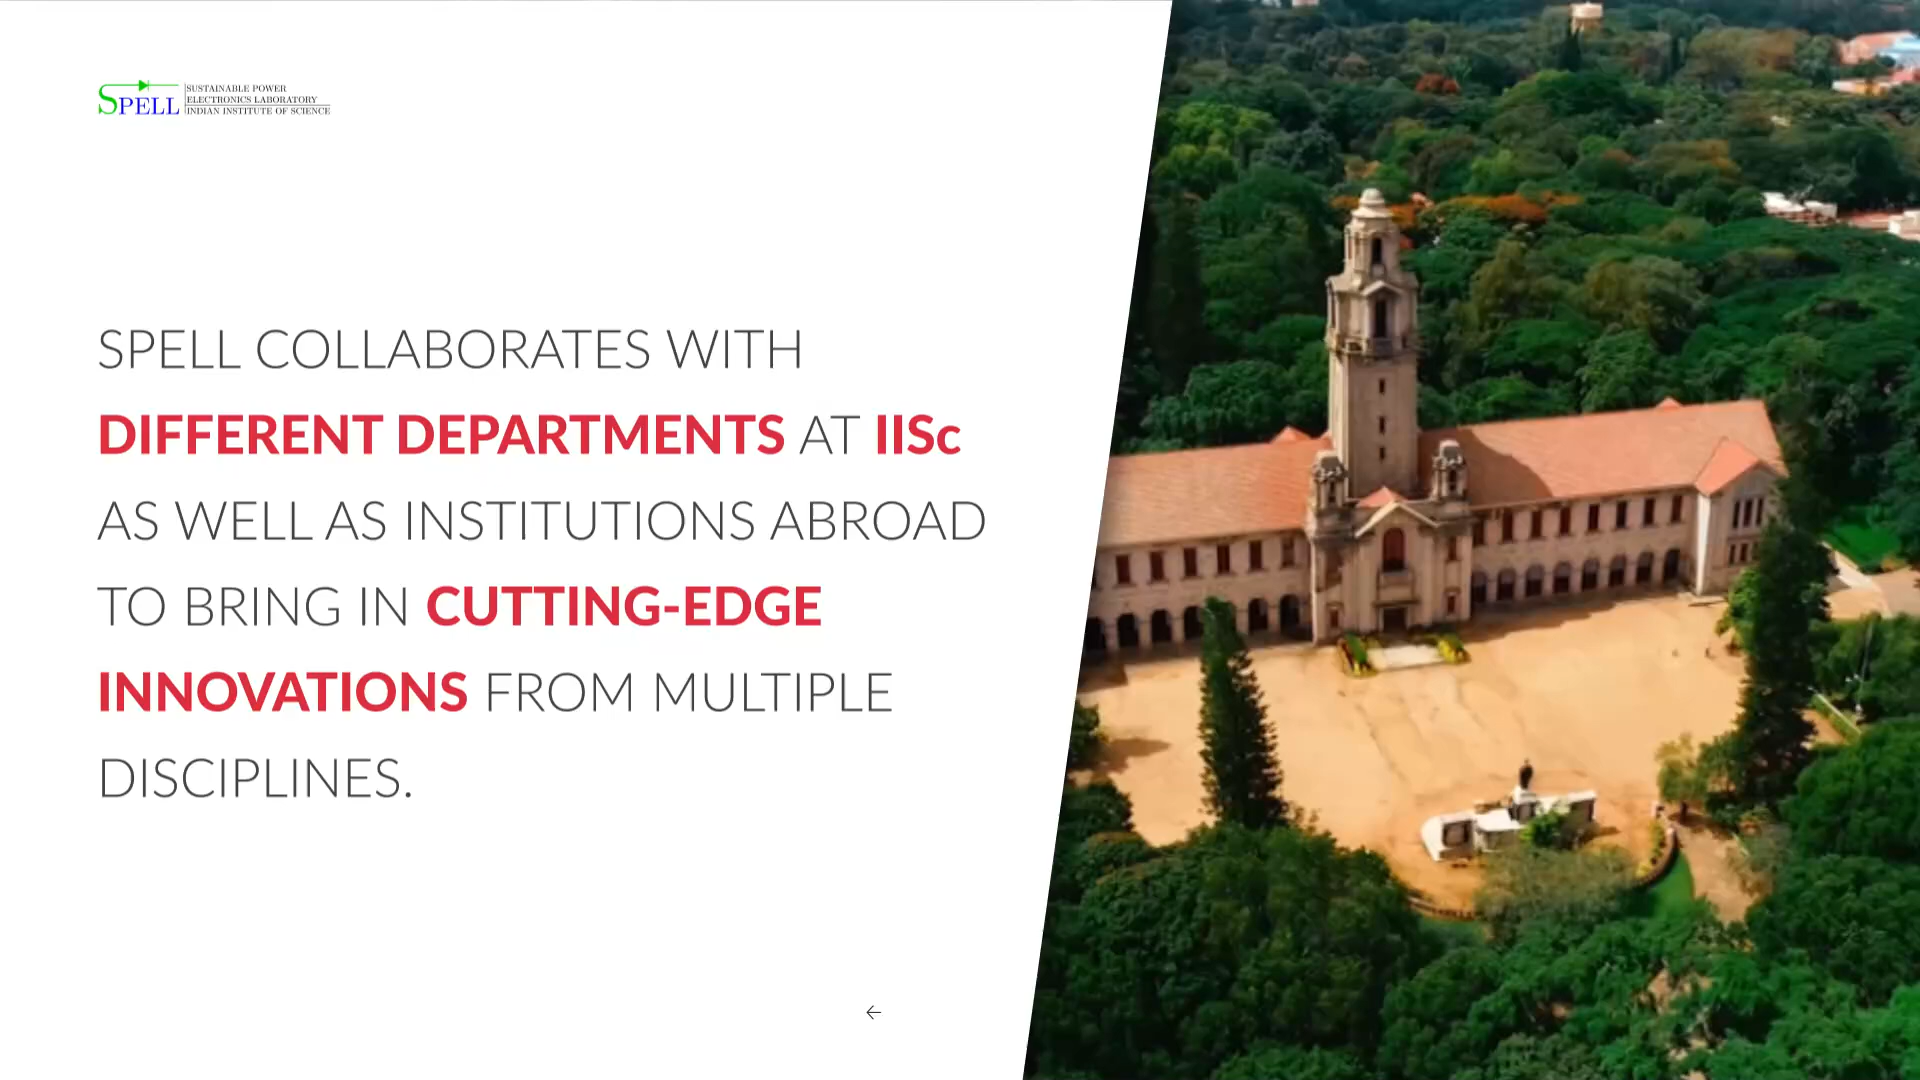 SPELL
SUSTAINABLE POWER
ELECTRONICS LABORATORY
INDIAN INSTITUTE OF SCIENCE
SPELL COLLABORATES WITH
DIFFERENT DEPARTMENTS AT IISc
AS WELL AS INSTITUTIONS ABROAD
TO BRING IN CUTTING-EDGE
INNOVATIONS FROM MULTIPLE
DISCIPLINES.